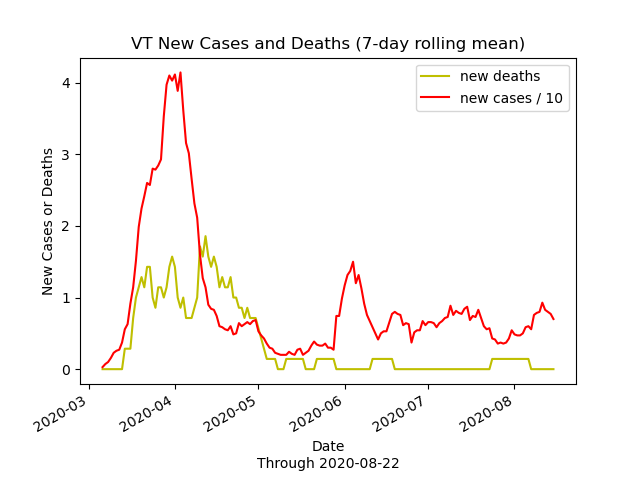 VT New Cases and Deaths (7-day rolling mean)
new deaths
new cases / 10
New Cases or Deaths
4
3
2
1
0
2020-03
2020-04
2020-05
2020-06
2020-07
2020-08
Date
Through 2020-08-22